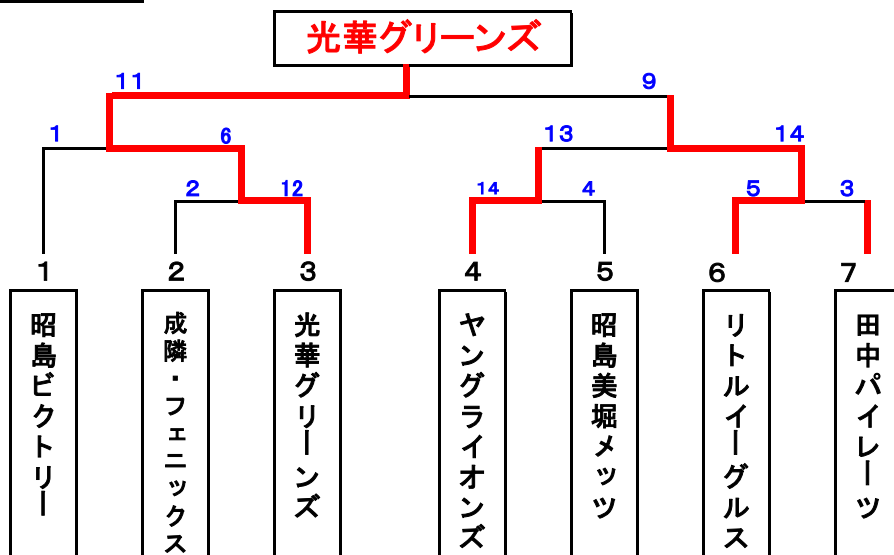 光華グリーンズ
11 9
1 6 13 14
2 12 14 4 5 3
1 2 3 4 5 6 7
昭島ビクトリー
成隣・フェニックス
光華グリーンズ
ヤングライオンズ
昭島美堀メッツ
リトルイーグルス
田中パイレーツ